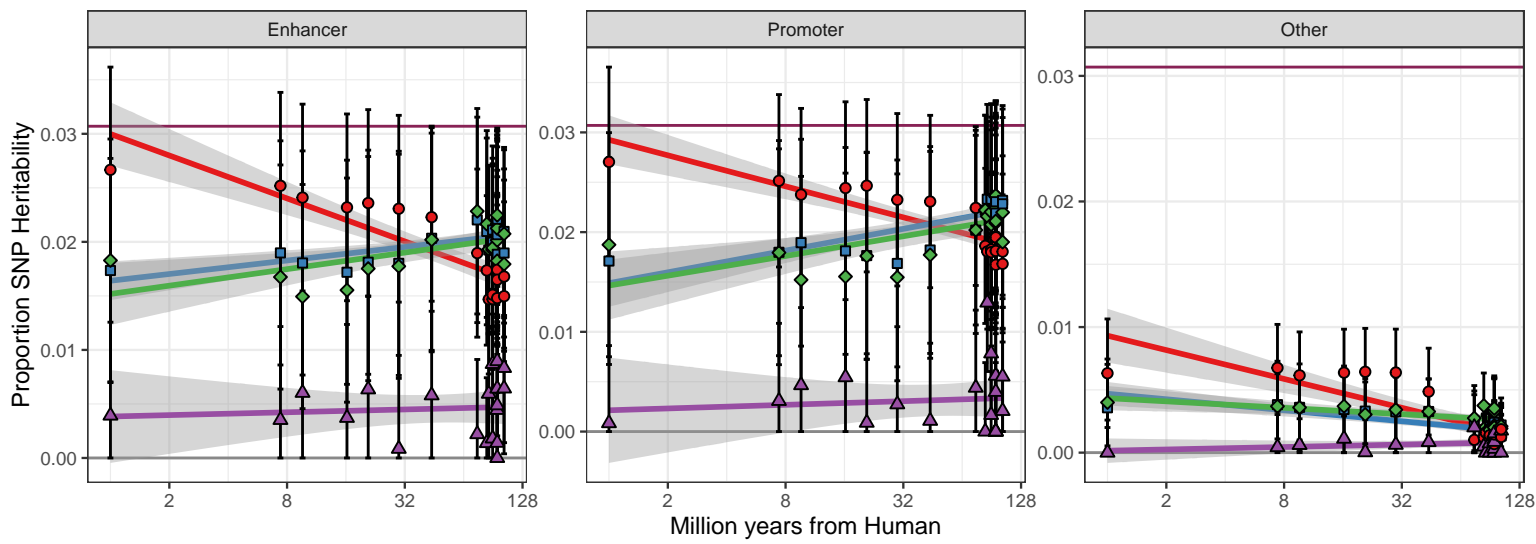 Enhancer
Promoter
Other
Proportion SNP Heritability
0.03
0.02
0.01
0.00
0.03
0.02
0.01
0.00
0.03
0.02
0.01
0.00
2 8 32 128
2 8 32 128
2 8 32 128
Million years from Human